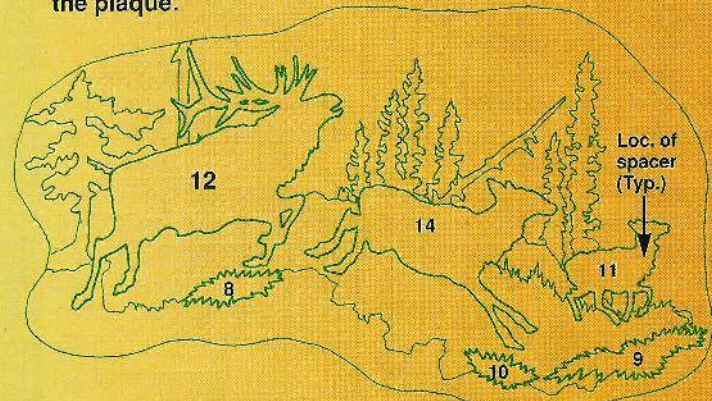 the plaque.
12
14
Loc. of
spacer
(Typ.)
11
8
9
10